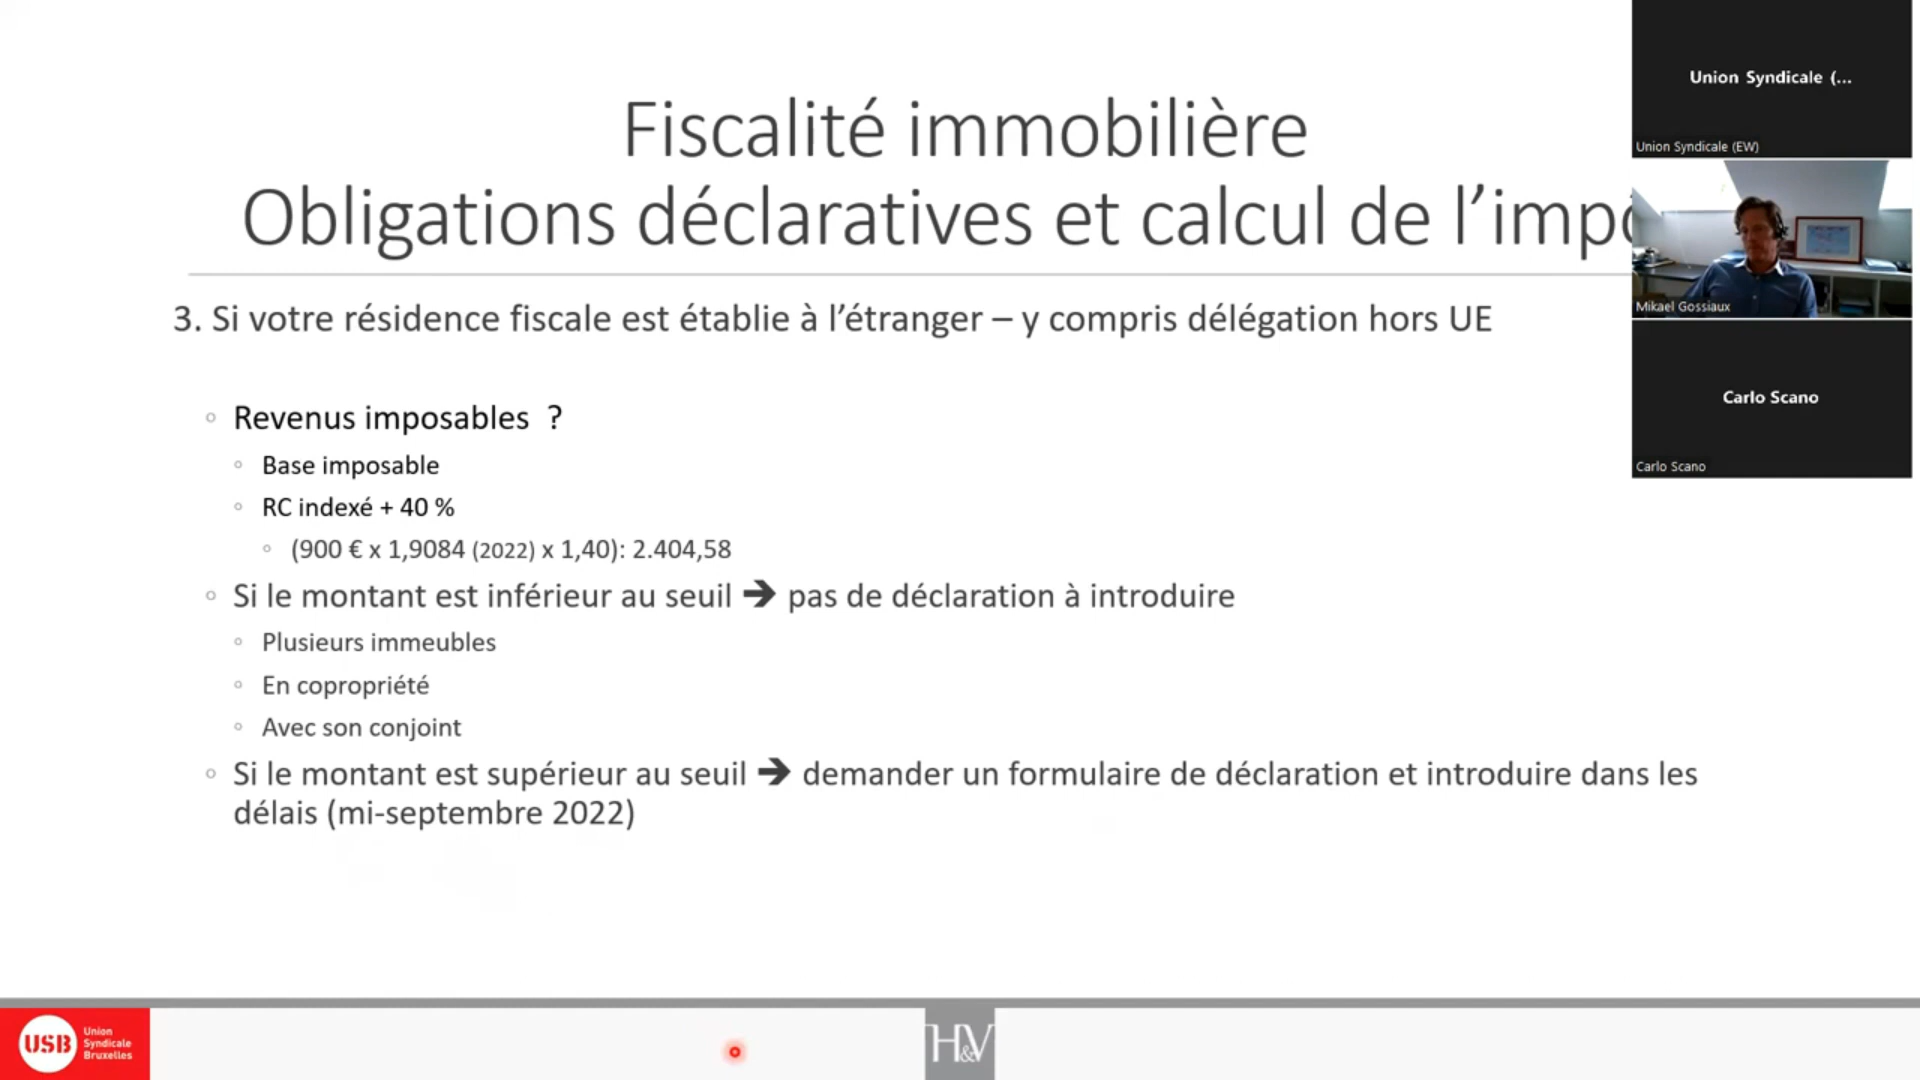 Fiscalité immobilière
Obligations déclaratives et calcul de l’imp
3. Si votre résidence fiscale est établie à l’étranger – y compris délégation hors UE
Revenus imposables ?
Base imposable
RC indexé + 40 %
(900 € x 1,9084 (2022) x 1,40): 2.404,58
Si le montant est inférieur au seuil ➔ pas de déclaration à introduire
Plusieurs immeubles
En copropriété
Avec son conjoint
Si le montant est supérieur au seuil ➔ demander un formulaire de déclaration et introduire dans les
délais (mi-septembre 2022)
Union Syndicale (...
Union Syndicale (EW)
Mikael Gossiaux
Carlo Scano
Carlo Scano
USB
Union
Syndicale
Bruxelles
H&V